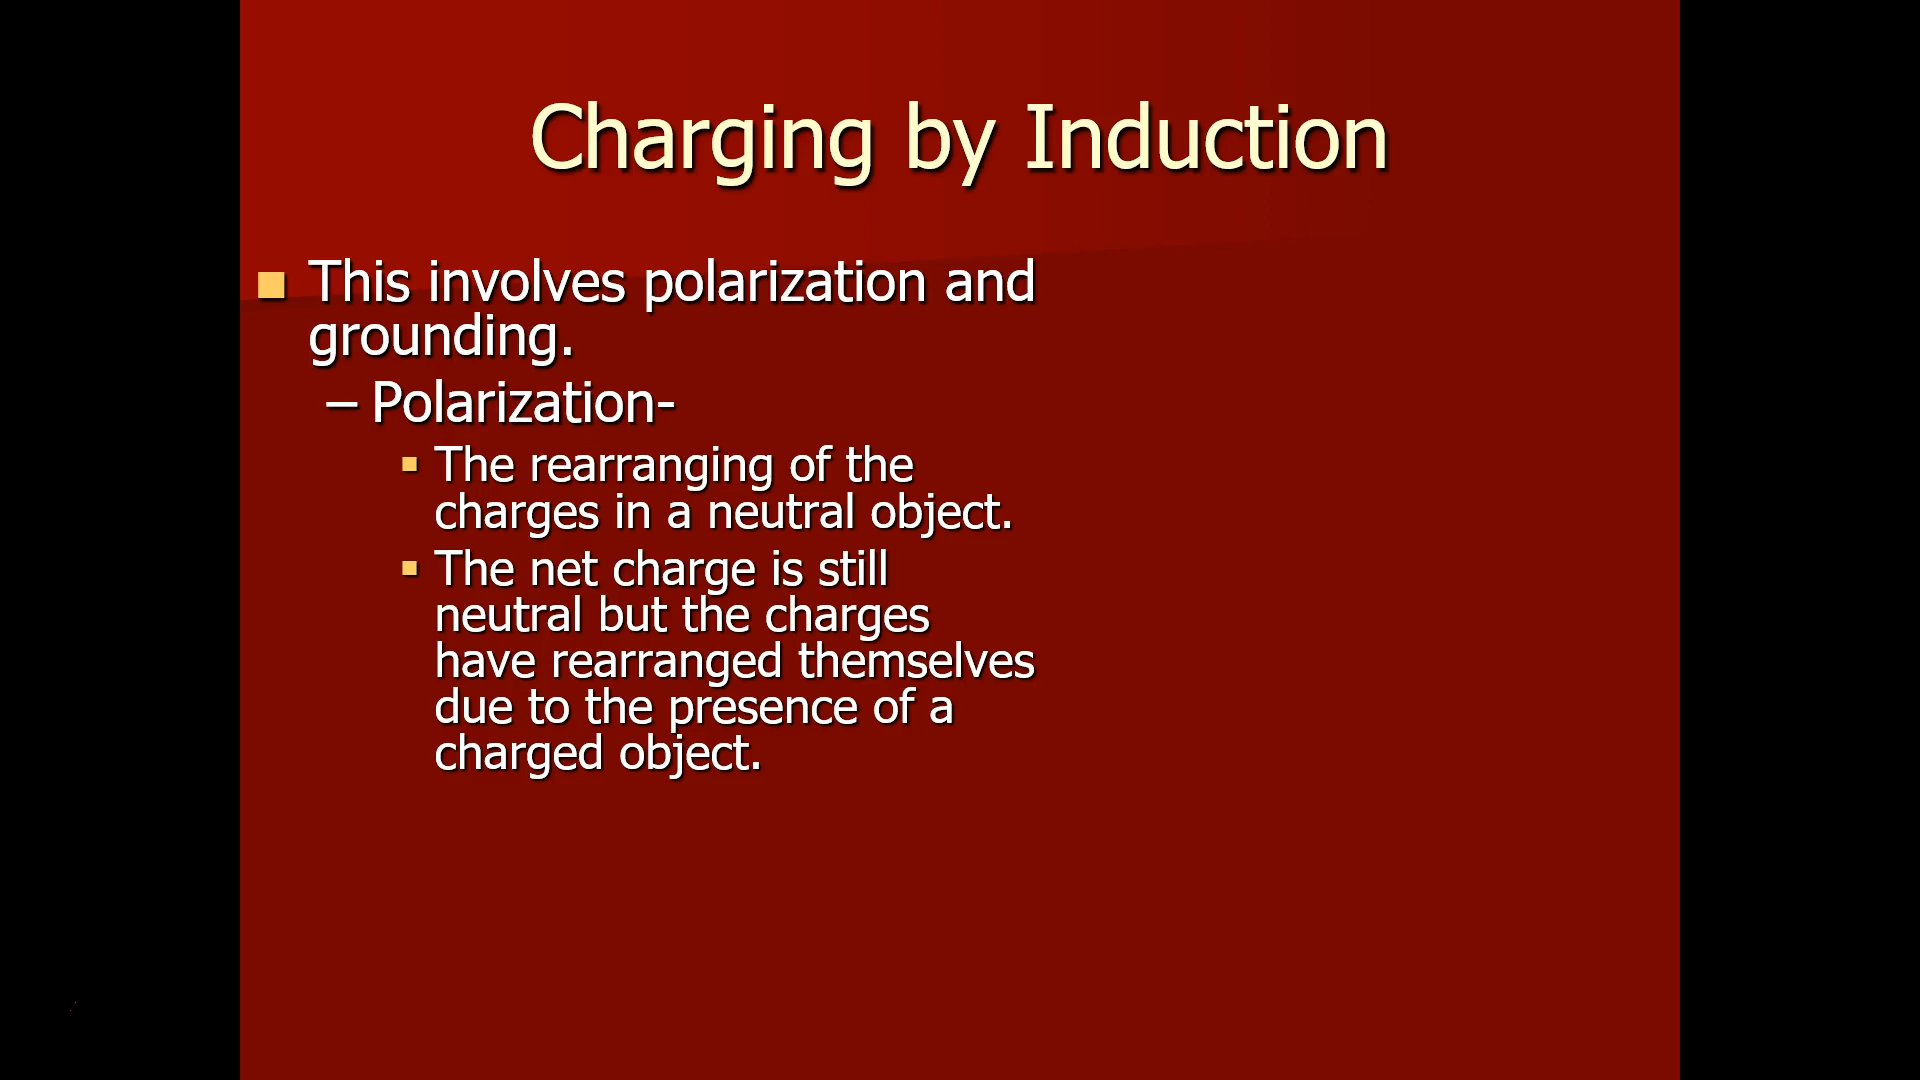 Charging by Induction
This involves polarization and
grounding.
– Polarization-
The rearranging of the
charges in a neutral object.
The net charge is still
neutral but the charges
have rearranged themselves
due to the presence of a
charged object.